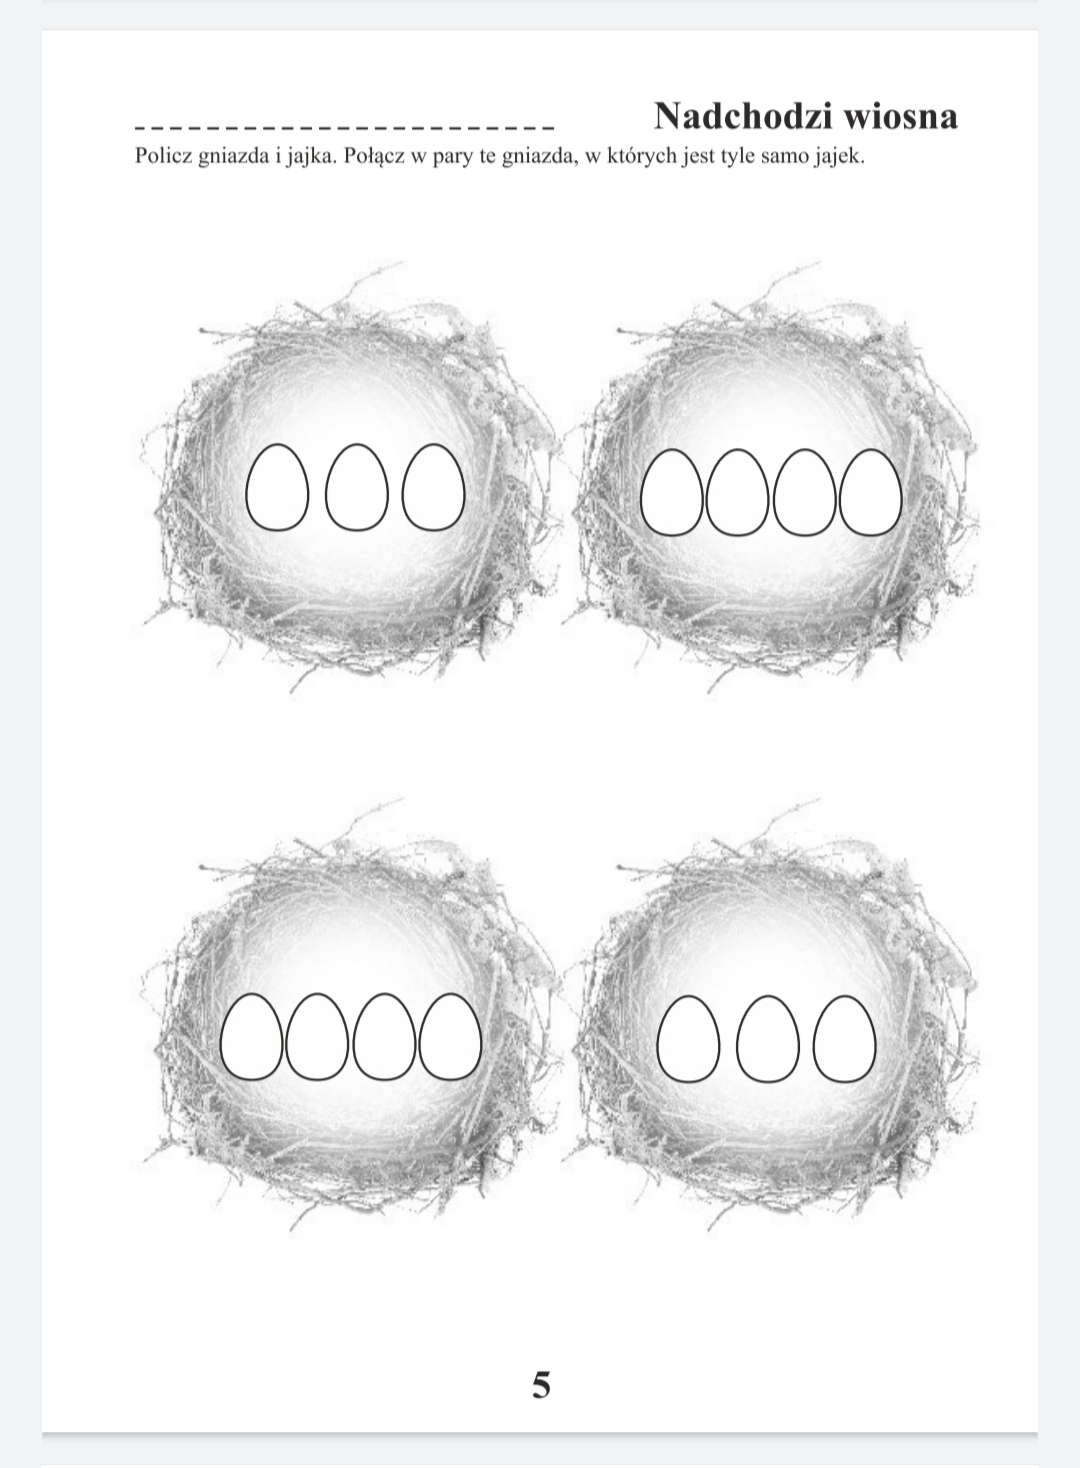 Nadchodzi wiosna
Policz gniazda i jajka. Połącz w pary te gniazda, w których jest tyle samo jajek.
5